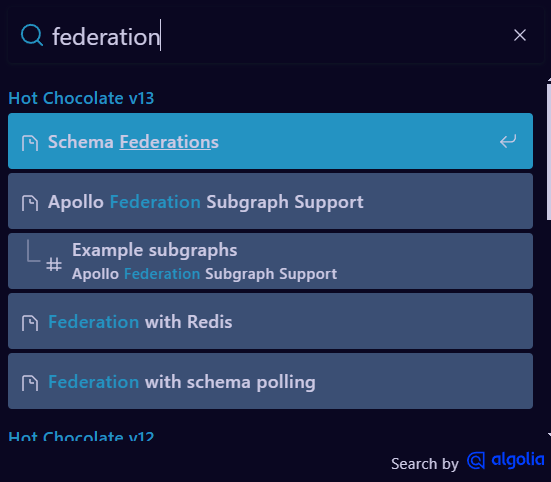 federation
Hot Chocolate v13
Schema Federations
Apollo Federation Subgraph Support
Example subgraphs
Apollo Federation Subgraph Support
Federation with Redis
Federation with schema polling
Hot Chocolate v12
Search by algolia